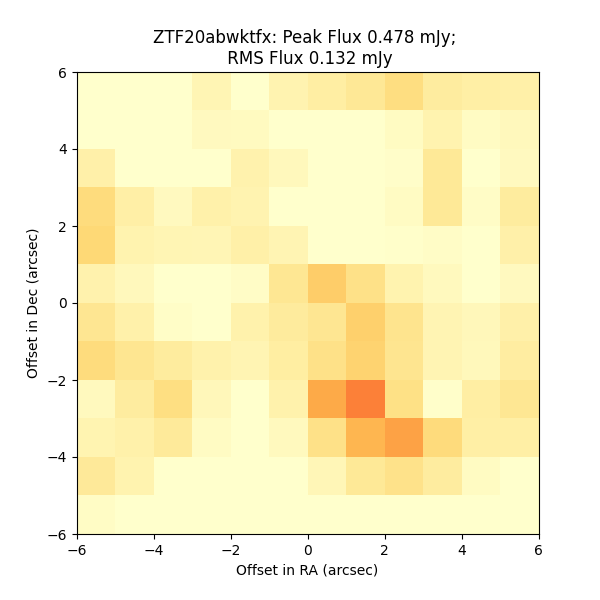 ZTF20abwktfx: Peak Flux 0.478 mJy;
RMS Flux 0.132 mJy
6
4
2
0
−2
−4
−6
Offset in Dec (arcsec)
−6 −4 −2 0 2 4 6
Offset in RA (arcsec)